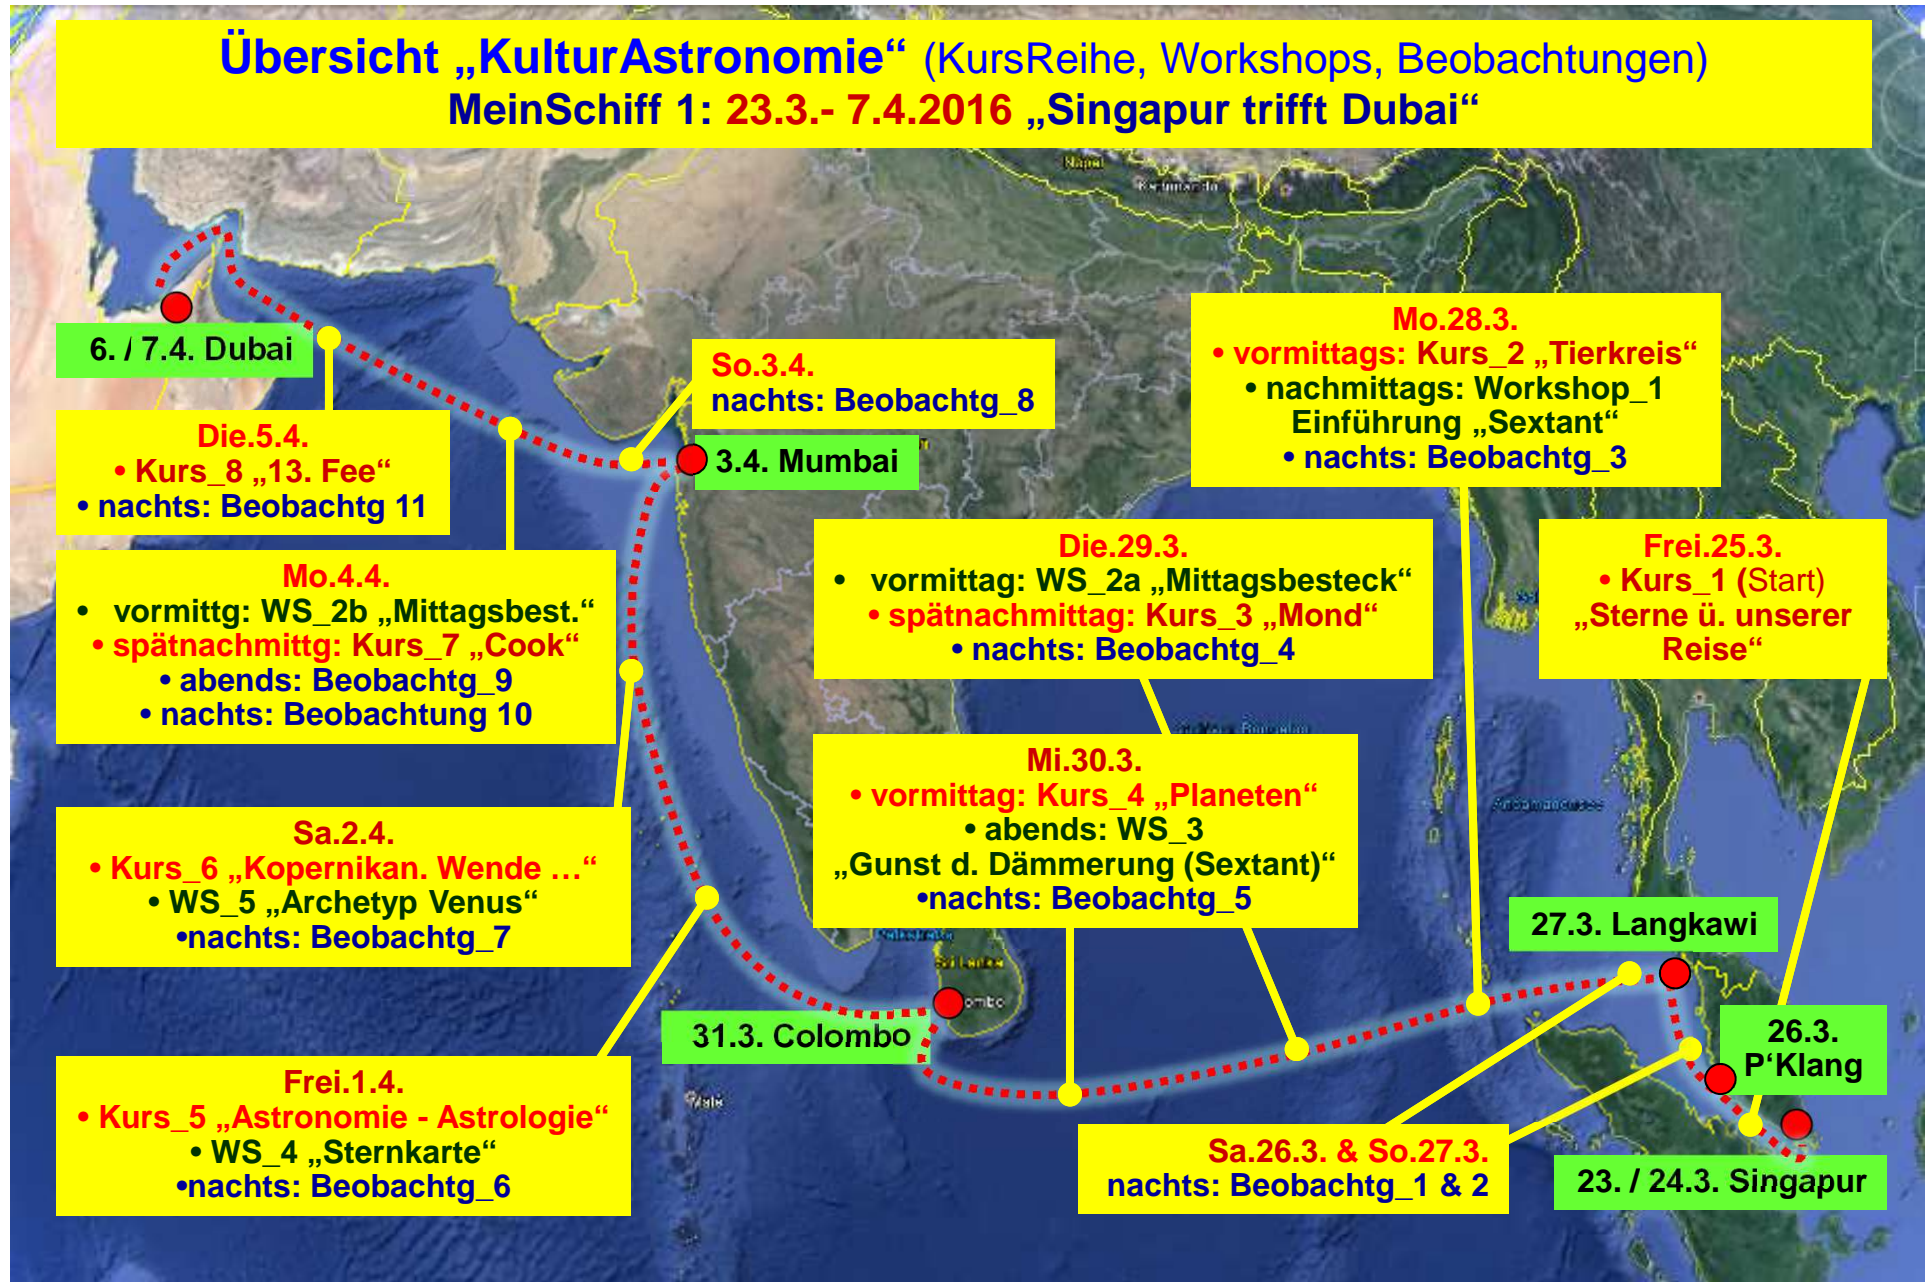 Übersicht „KulturAstronomie“ (KursReihe, Workshops, Beobachtungen)
MeinSchiff 1: 23.3.- 7.4.2016 „Singapur trifft Dubai“
Nepal
Kathmandu
6. / 7.4. Dubai
So.3.4.
nachts: Beobachtg_8
3.4. Mumbai
Mo.28.3.
• vormittags: Kurs_2 „Tierkreis“
• nachmittags: Workshop_1
Einführung „Sextant“
• nachts: Beobachtg_3
Die.5.4.
• Kurs_8 „13. Fee“
• nachts: Beobachtg 11
Die.29.3.
• vormittag: WS_2a „Mittagsbesteck“
• spätnachmittag: Kurs_3 „Mond“
• nachts: Beobachtg_4
Frei.25.3.
• Kurs_1 (Start)
„Sterne ü. unserer
Reise“
Mo.4.4.
• vormittg: WS_2b „Mittagsbest.“
• spätnachmittg: Kurs_7 „Cook“
• abends: Beobachtg_9
• nachts: Beobachtung 10
Mi.30.3.
• vormittag: Kurs_4 „Planeten“
• abends: WS_3
„Gunst d. Dämmerung (Sextant)“
•nachts: Beobachtg_5
Andamanensee
Sa.2.4.
• Kurs_6 „Kopernikan. Wende …“
• WS_5 „Archetyp Venus“
•nachts: Beobachtg_7
27.3. Langkawi
Sri Lanka
ombo
31.3. Colombo
26.3.
P‘Klang
Male
Frei.1.4.
• Kurs_5 „Astronomie - Astrologie“
• WS_4 „Sternkarte“
•nachts: Beobachtg_6
Sa.26.3. & So.27.3.
nachts: Beobachtg_1 & 2
23. / 24.3. Singapur